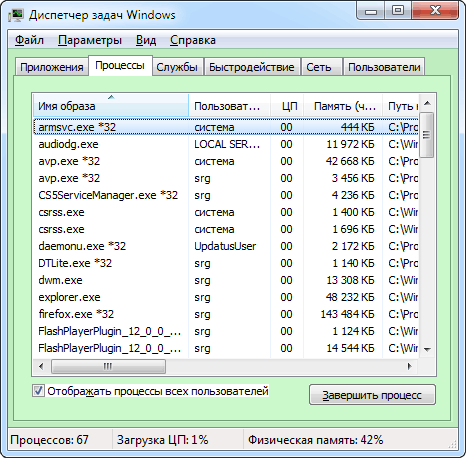 Диспетчер задач Windows
Файл Параметры Вид Справка
Приложения Процессы Службы Быстродействие Сеть Пользователи
Имя образа Пользоват... ЦП Память (ч... Путь к
armsvc.exe *32 система 00 444 КБ C:\Pro
audiodg.exe LOCAL SER... 00 11 972 КБ C:\Wir
avp.exe *32 система 00 42 668 КБ C:\Pro
avp.exe *32 srg 00 3 456 КБ C:\Pro
CS5ServiceManager.exe *32 srg 00 4 236 КБ C:\Pro
csrss.exe система 00 1 400 КБ C:\Wir
csrss.exe система 00 1 696 КБ C:\Wir
daemonu.exe *32 UpdatusUser 00 2 172 КБ C:\Pro
DTLite.exe *32 srg 00 1 140 КБ C:\Pro
dwm.exe srg 00 13 308 КБ C:\Wir
explorer.exe srg 00 48 232 КБ C:\Wir
firefox.exe *32 srg 00 143 484 КБ C:\Pro
FlashPlayerPlugin_12_0_0_... srg 00 1 124 КБ C:\Wir
FlashPlayerPlugin_12_0_0_... srg 00 14 544 КБ C:\Wir
Отображать процессы всех пользователей
Завершить процесс
Процессов: 67 Загрузка ЦП: 1% Физическая память: 42%